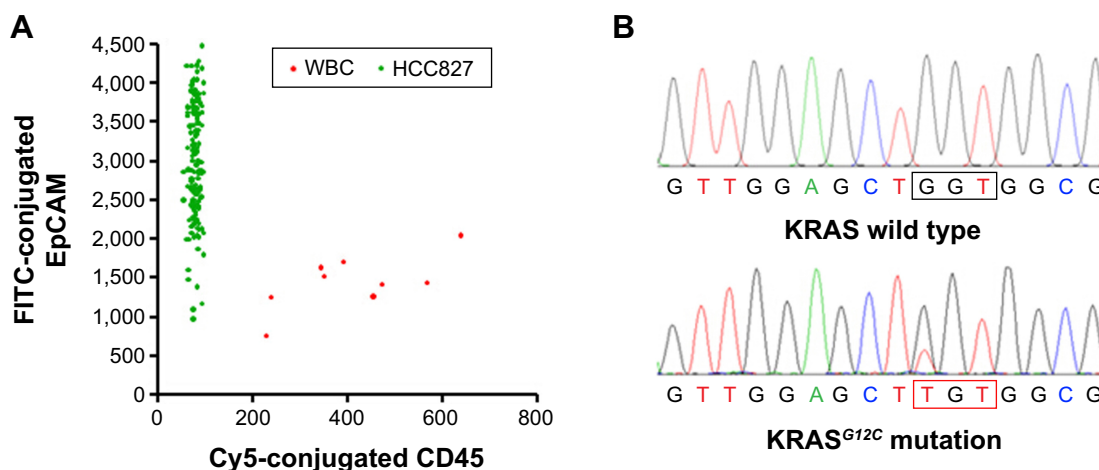 A
FITC-conjugated
EpCAM
4,500
4,000
3,500
3,000
2,500
2,000
1,500
1,000
500
0
WBC HCC827
0 200 400 600 800
Cy5-conjugated CD45
B
G T T G G A G C T G G T G G C G
KRAS wild type
G T T G G A G C T T G T G G C G
KRASG12C mutation